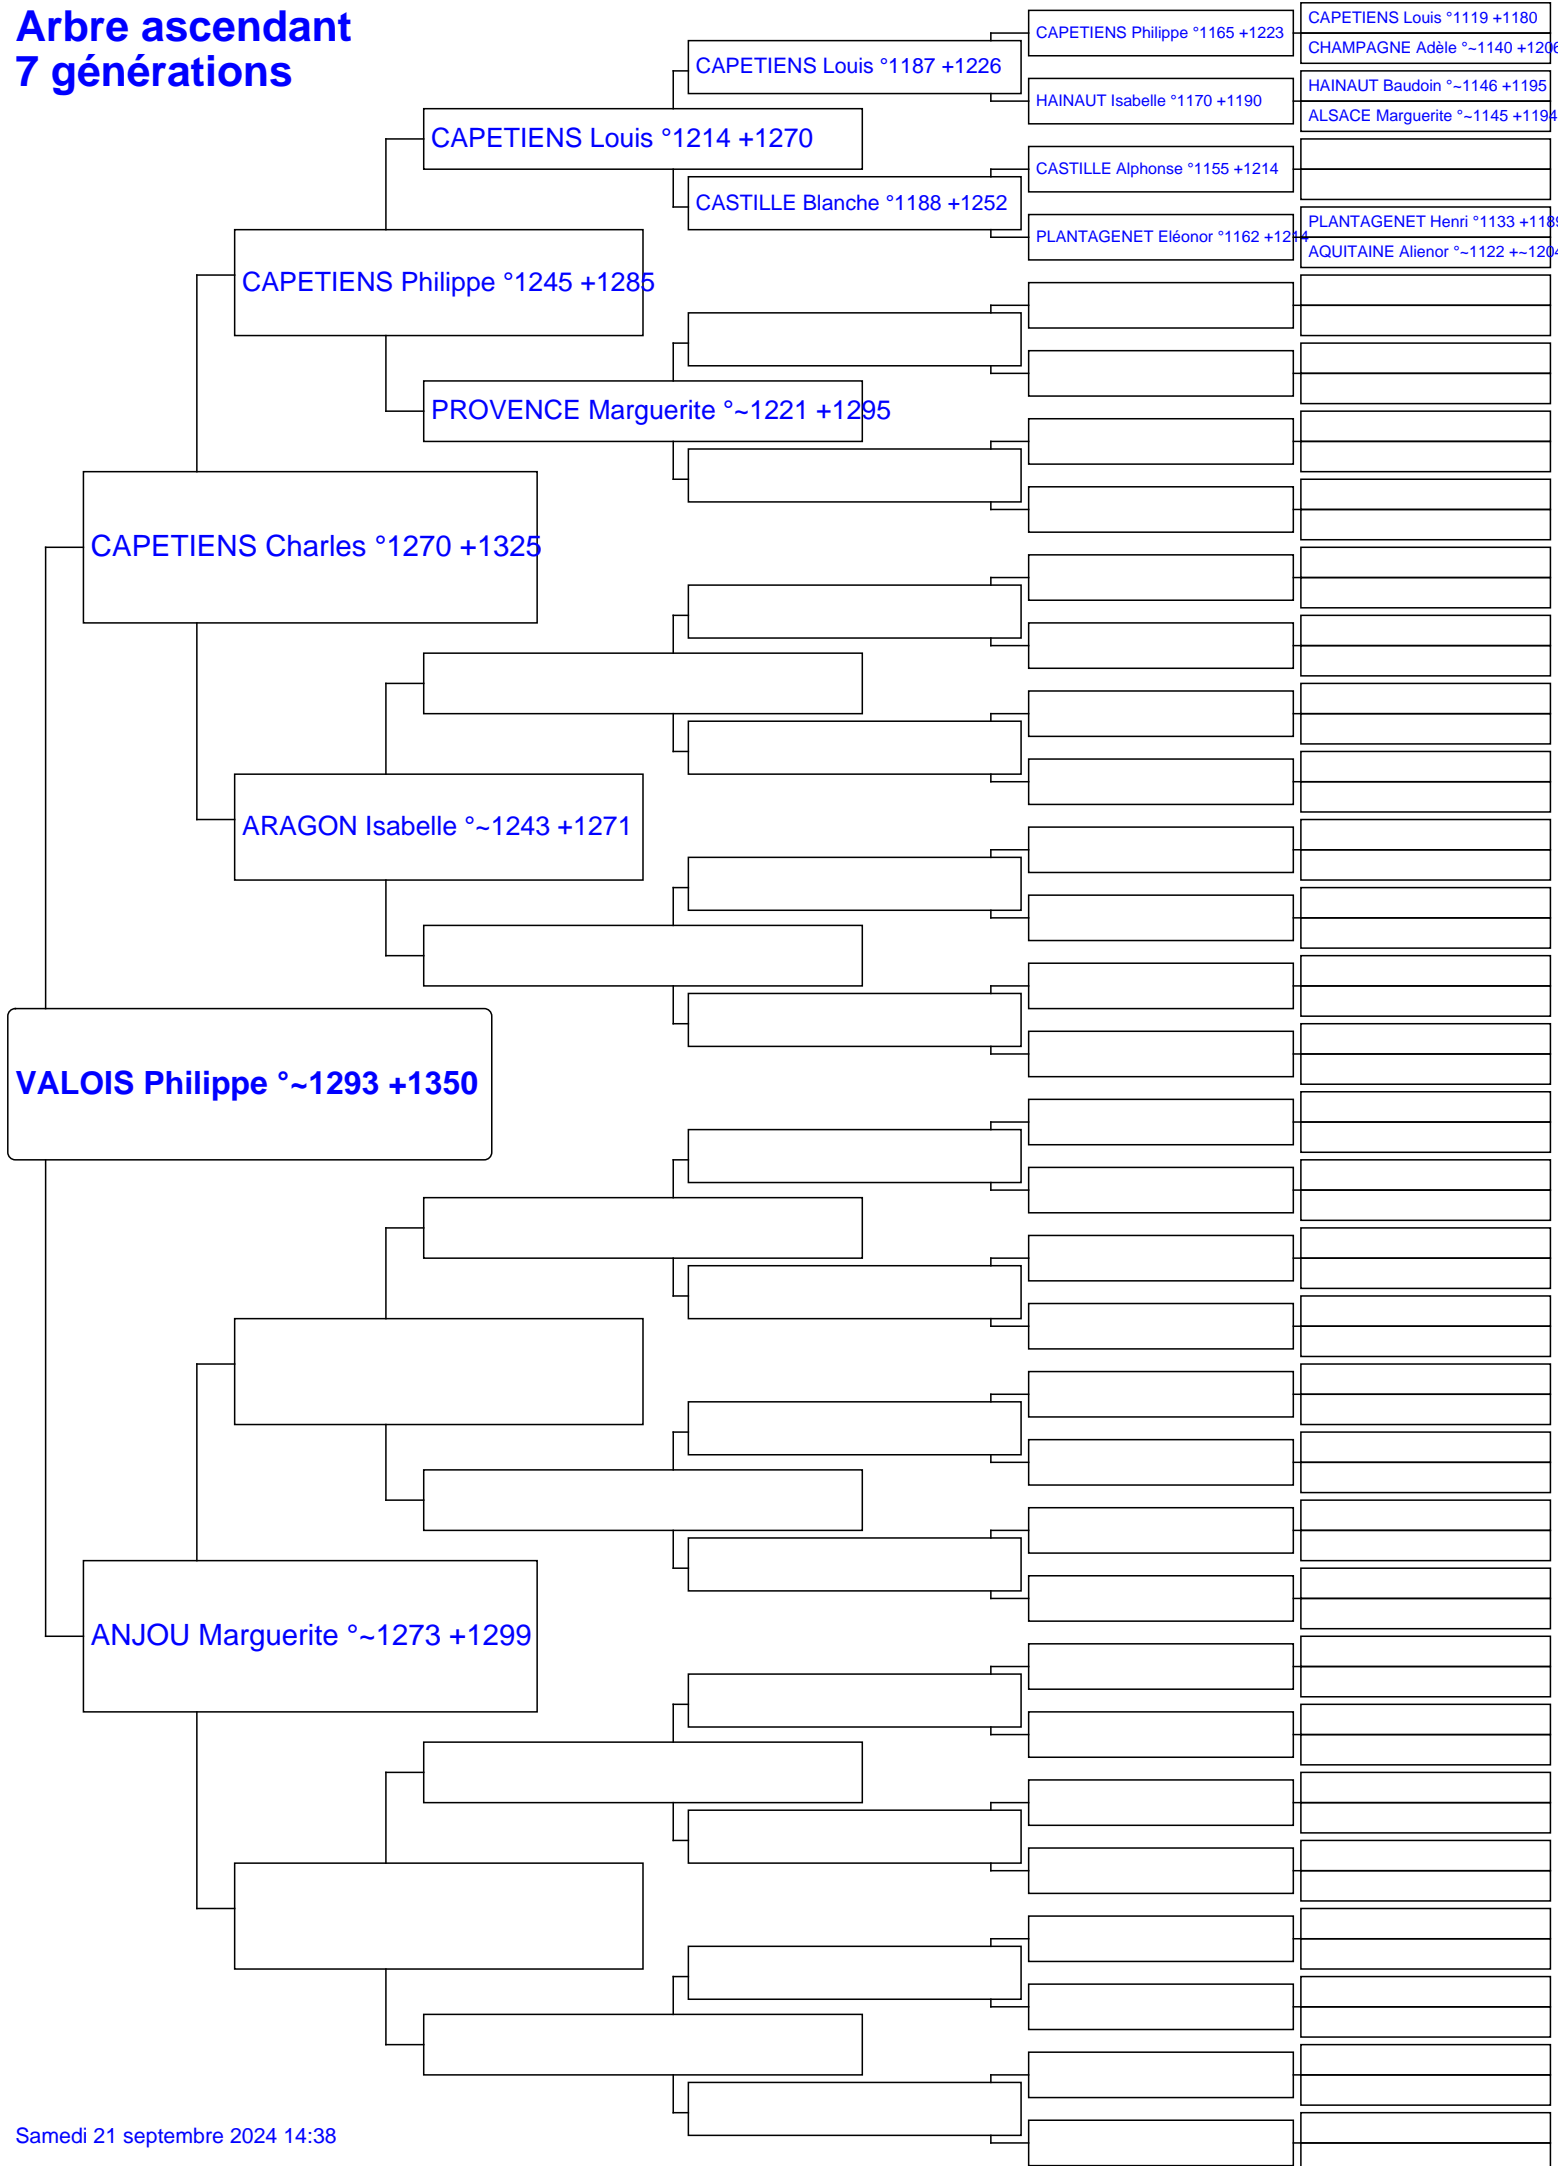 Arbre ascendant
7 générations
CAPETIENS Louis °1119 +1180
CAPETIENS Philippe °1165 +1223
CHAMPAGNE Adèle °~1140 +1206
CAPETIENS Louis °1187 +1226
HAINAUT Baudoin °~1146 +1195
HAINAUT Isabelle °1170 +1190
ALSACE Marguerite °~1145 +1194
CAPETIENS Louis °1214 +1270
CASTILLE Alphonse °1155 +1214
CASTILLE Blanche °1188 +1252
PLANTAGENET Henri °1133 +1189
PLANTAGENET Eléonor °1162 +1214
AQUITAINE Alienor °~1122 +~1204
CAPETIENS Philippe °1245 +1285
PROVENCE Marguerite °~1221 +1295
CAPETIENS Charles °1270 +1325
ARAGON Isabelle °~1243 +1271
VALOIS Philippe °~1293 +1350
ANJOU Marguerite °~1273 +1299
Samedi 21 septembre 2024 14:38